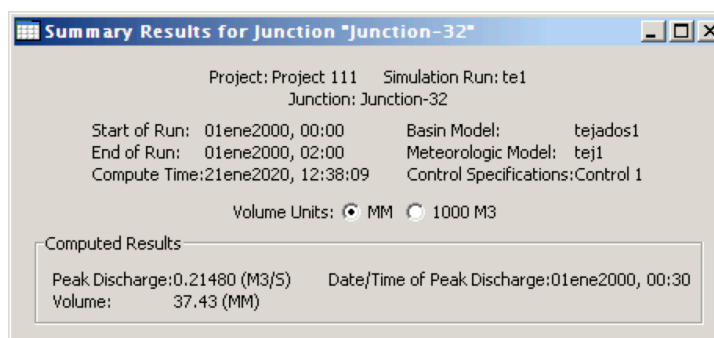 Summary Results for Junction "Junction-32"
Project: Project 111 Simulation Run: te1
Junction: Junction-32
Start of Run: 01ene2000, 00:00 Basin Model: tejados1
End of Run: 01ene2000, 02:00 Meteorologic Model: tej1
Compute Time:21ene2020, 12:38:09 Control Specifications:Control 1
Volume Units: MM 1000 M3
Computed Results
Peak Discharge:0.21480 (M3/S) Date/Time of Peak Discharge:01ene2000, 00:30
Volume: 37.43 (MM)